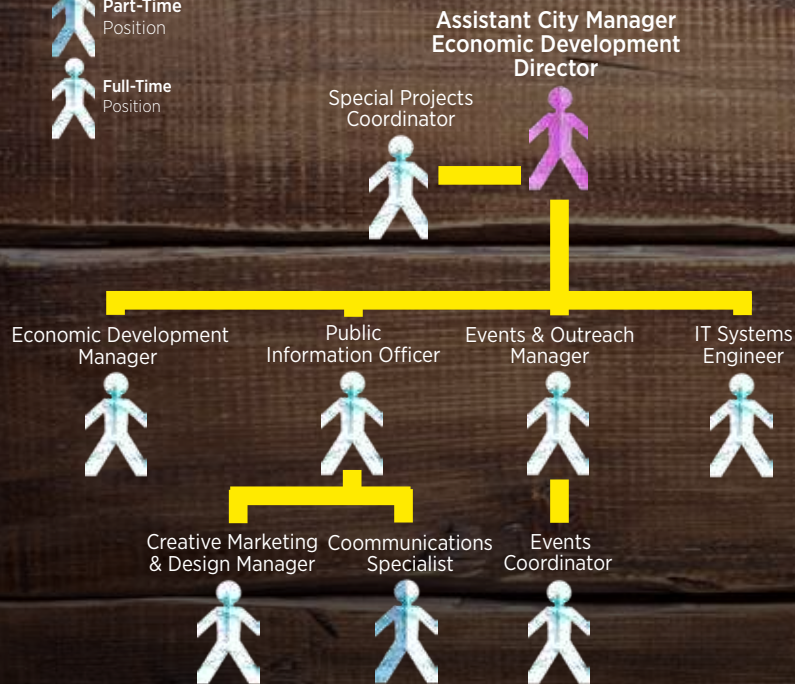 Part-Time
Position
Full-Time
Position
Assistant City Manager
Economic Development
Director
Special Projects
Coordinator
Economic Development
Manager
Public
Information Officer
Events & Outreach
Manager
IT Systems
Engineer
Creative Marketing
& Design Manager
Coommunications
Specialist
Events
Coordinator